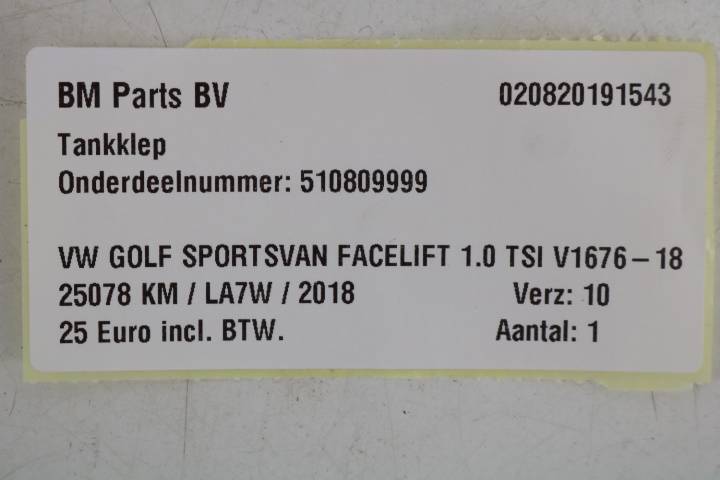 BM Parts BV 020820191543
Tankklep
Onderdeelnummer: 510809999
VW GOLF SPORTSVAN FACELIFT 1.0 TSI V1676-18
25078 KM / LA7W / 2018 Verz: 10
25 Euro incl. BTW. Aantal: 1